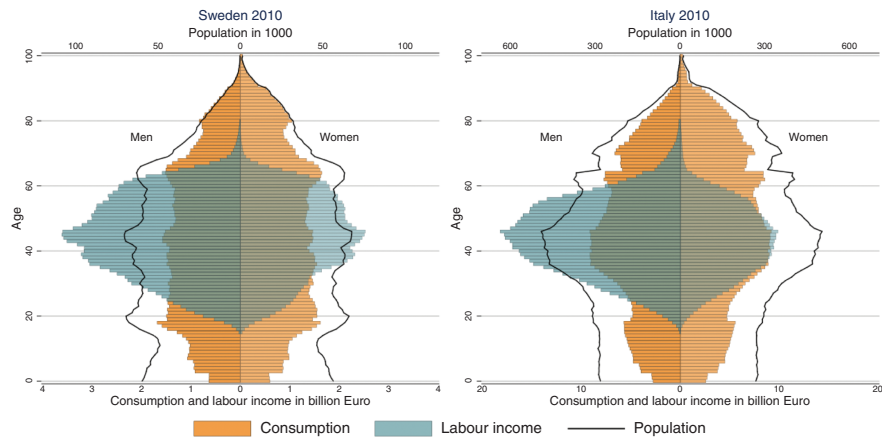 Sweden 2010
Population in 1000
100 50 0 50 100
Men
Women
Age
0 20 40 60 80 100
4 3 2 1 0 1 2 3 4
Consumption and labour income in billion Euro
Italy 2010
Population in 1000
600 300 0 300 600
Men
Women
Age
0 20 40 60 80 100
20 10 0 10 20
Consumption and labour income in billion Euro
Consumption Labour income Population